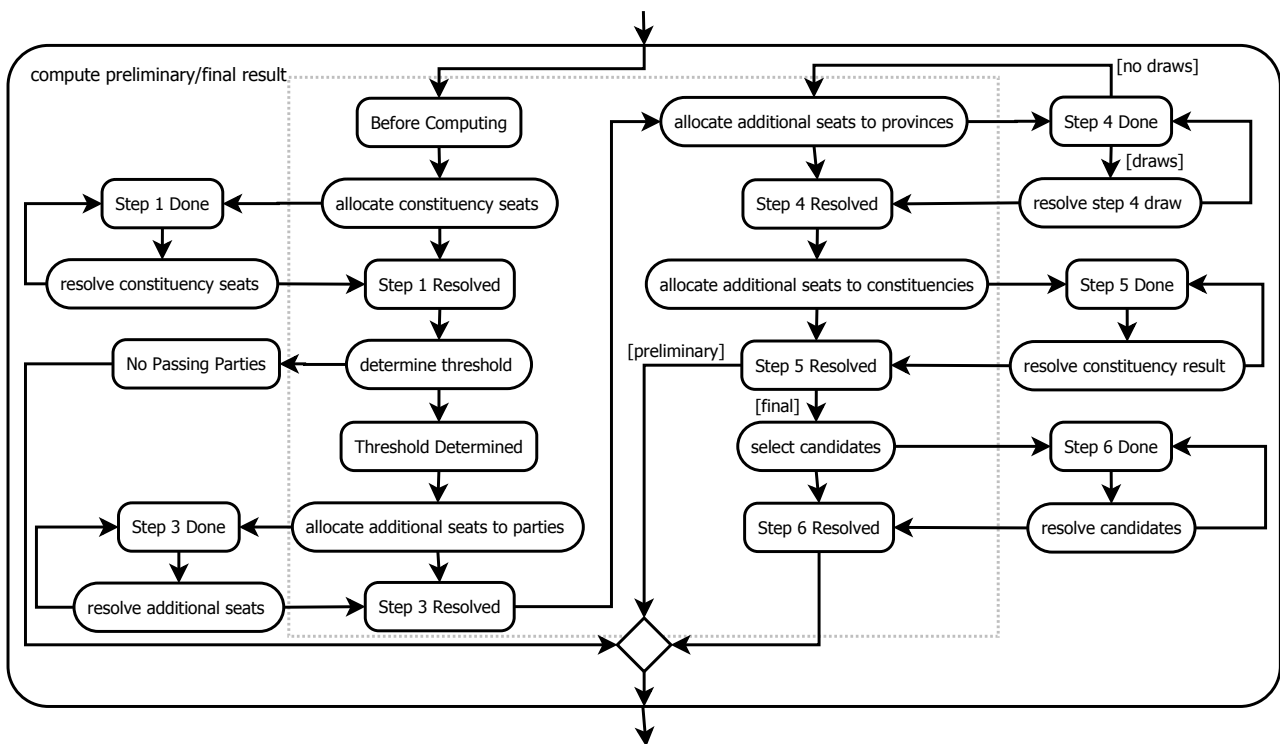 compute preliminary/final result
[no draws]
Before Computing
allocate additional seats to provinces
Step 4 Done
[draws]
Step 1 Done
allocate constituency seats
Step 4 Resolved
resolve step 4 draw
resolve constituency seats
Step 1 Resolved
allocate additional seats to constituencies
Step 5 Done
No Passing Parties
determine threshold
[preliminary]
Step 5 Resolved
resolve constituency result
[final]
Threshold Determined
select candidates
Step 6 Done
Step 3 Done
allocate additional seats to parties
Step 6 Resolved
resolve candidates
resolve additional seats
Step 3 Resolved